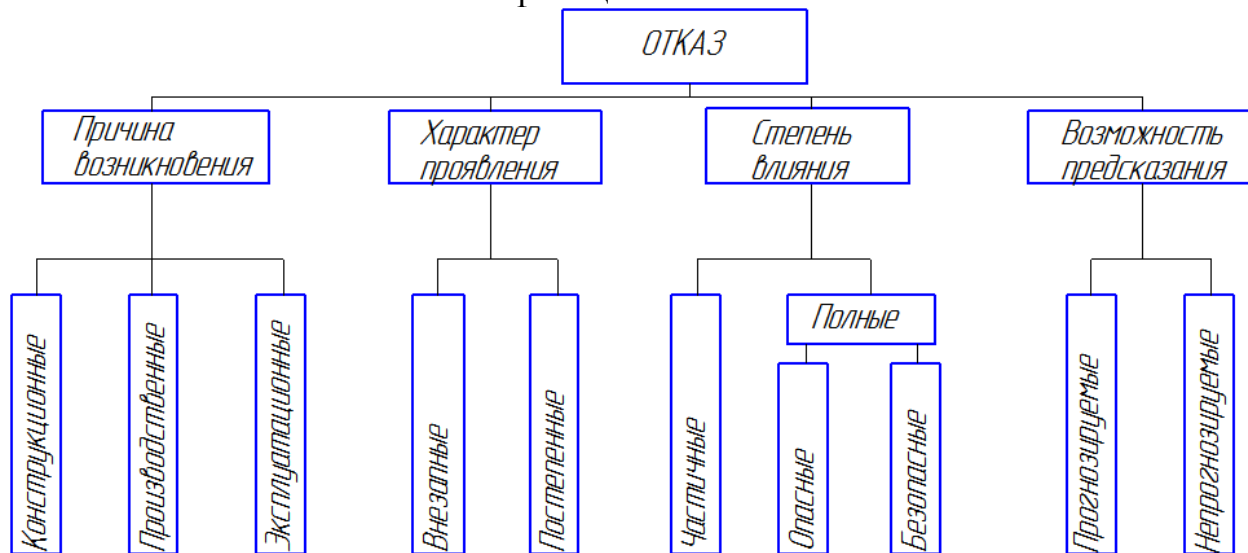 ОТКАЗ
Причина
возникновения
Характер
проявления
Степень
влияния
Возможность
предсказания
Конструкционные
Производственные
Эксплуатационные
Внезапные
Постепенные
Частичные
Полные
Опасные
Безопасные
Прогнозируемые
Непрогнозируемые